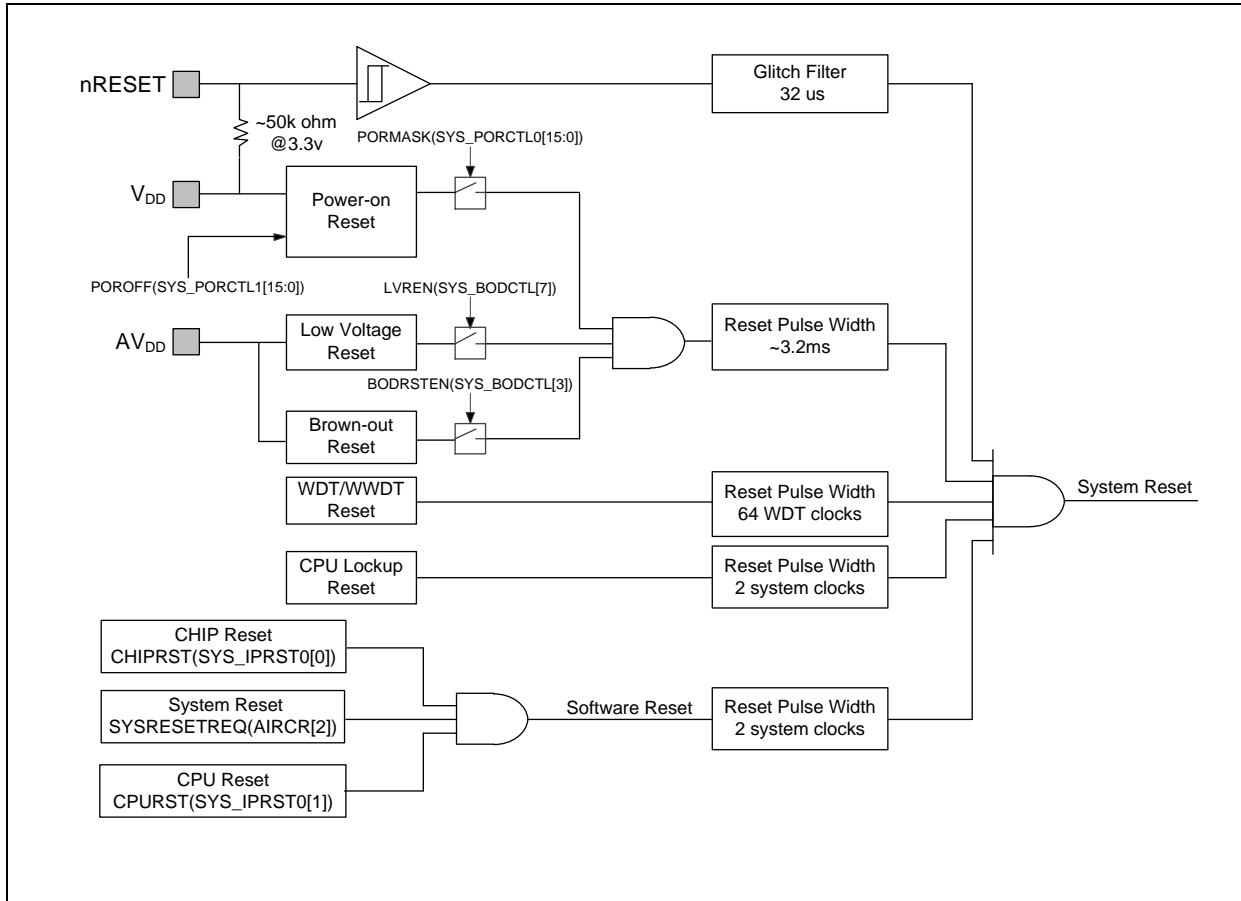 nRESET
Glitch Filter
32 us
~50k ohm
@3.3v
PORMASK(SYS_PORCTL0[15:0])
VDD
Power-on
Reset
POROFF(SYS_PORCTL1[15:0])
LVREN(SYS_BODCTL[7])
AVDD
Low Voltage
Reset
Reset Pulse Width
~3.2ms
BODRSTEN(SYS_BODCTL[3])
Brown-out
Reset
WDT/WWDT
Reset
Reset Pulse Width
64 WDT clocks
System Reset
CPU Lockup
Reset
Reset Pulse Width
2 system clocks
CHIP Reset
CHIPRST(SYS_IPRST0[0])
System Reset
SYSRESETREQ(AIRCR[2])
Software Reset
Reset Pulse Width
2 system clocks
CPU Reset
CPURST(SYS_IPRST0[1])